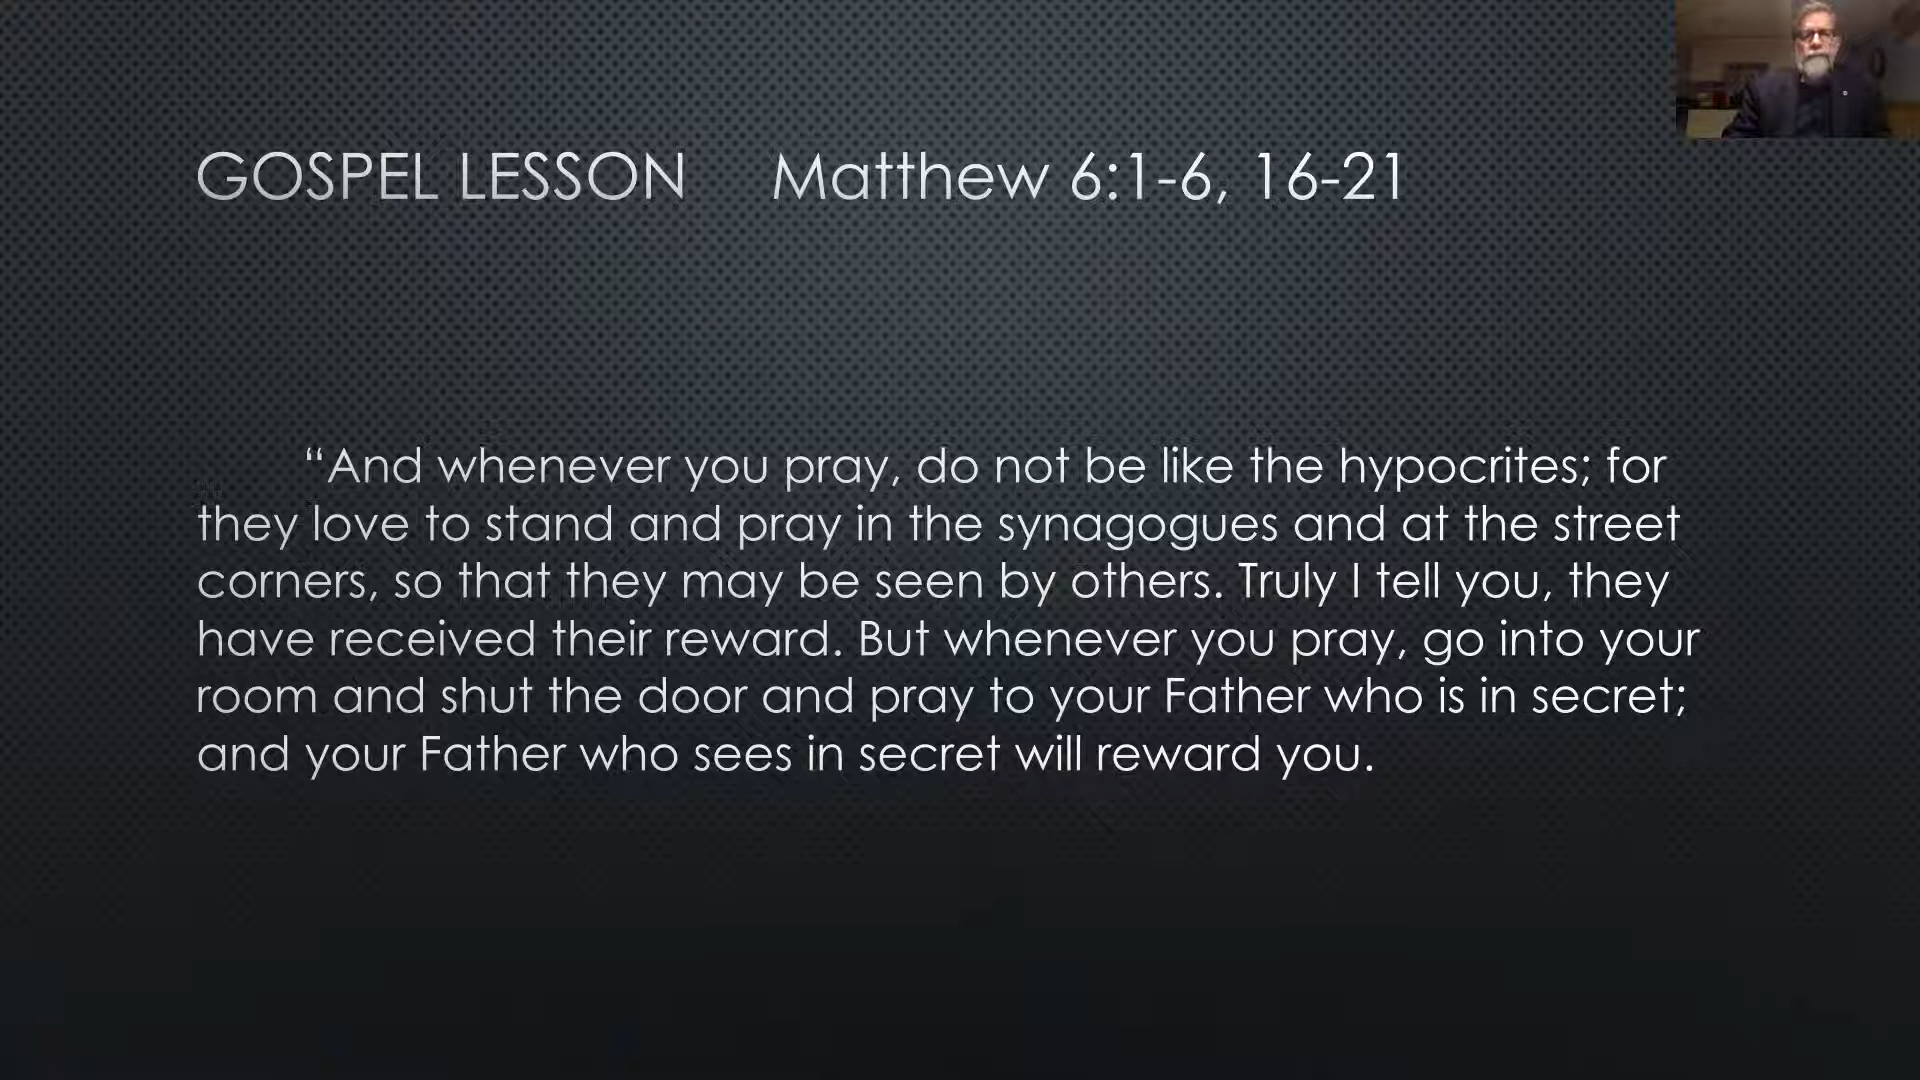 GOSPEL LESSON Matthew 6:1-6, 16-21
“And whenever you pray, do not be like the hypocrites; for
they love to stand and pray in the synagogues and at the street
corners, so that they may be seen by others. Truly I tell you, they
have received their reward. But whenever you pray, go into your
room and shut the door and pray to your Father who is in secret;
and your Father who sees in secret will reward you.